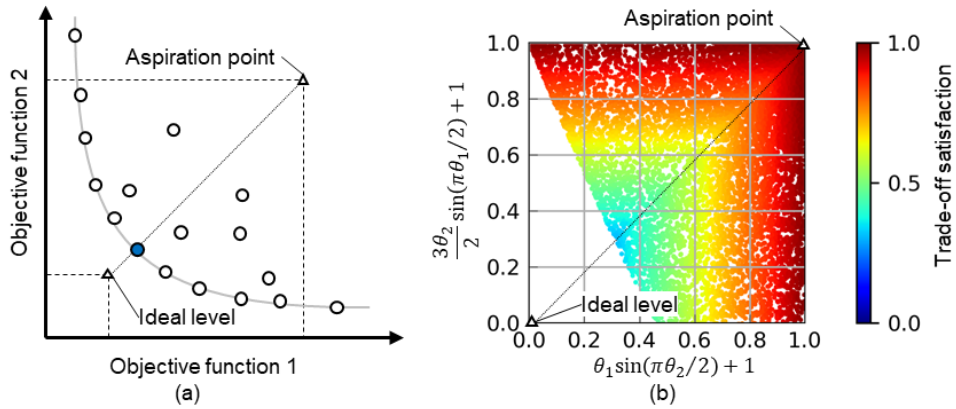 Objective function 2
Aspiration point
Ideal level
Objective function 1
(a)
Aspiration point
3θ₂/2 sin(πθ₁/2) + 1
1.0
0.8
0.6
0.4
0.2
0.0
Ideal level
0.0 0.2 0.4 0.6 0.8 1.0
θ₁sin(πθ₂/2) + 1
(b)
1.0
0.5
0.0
Trade-off satisfaction